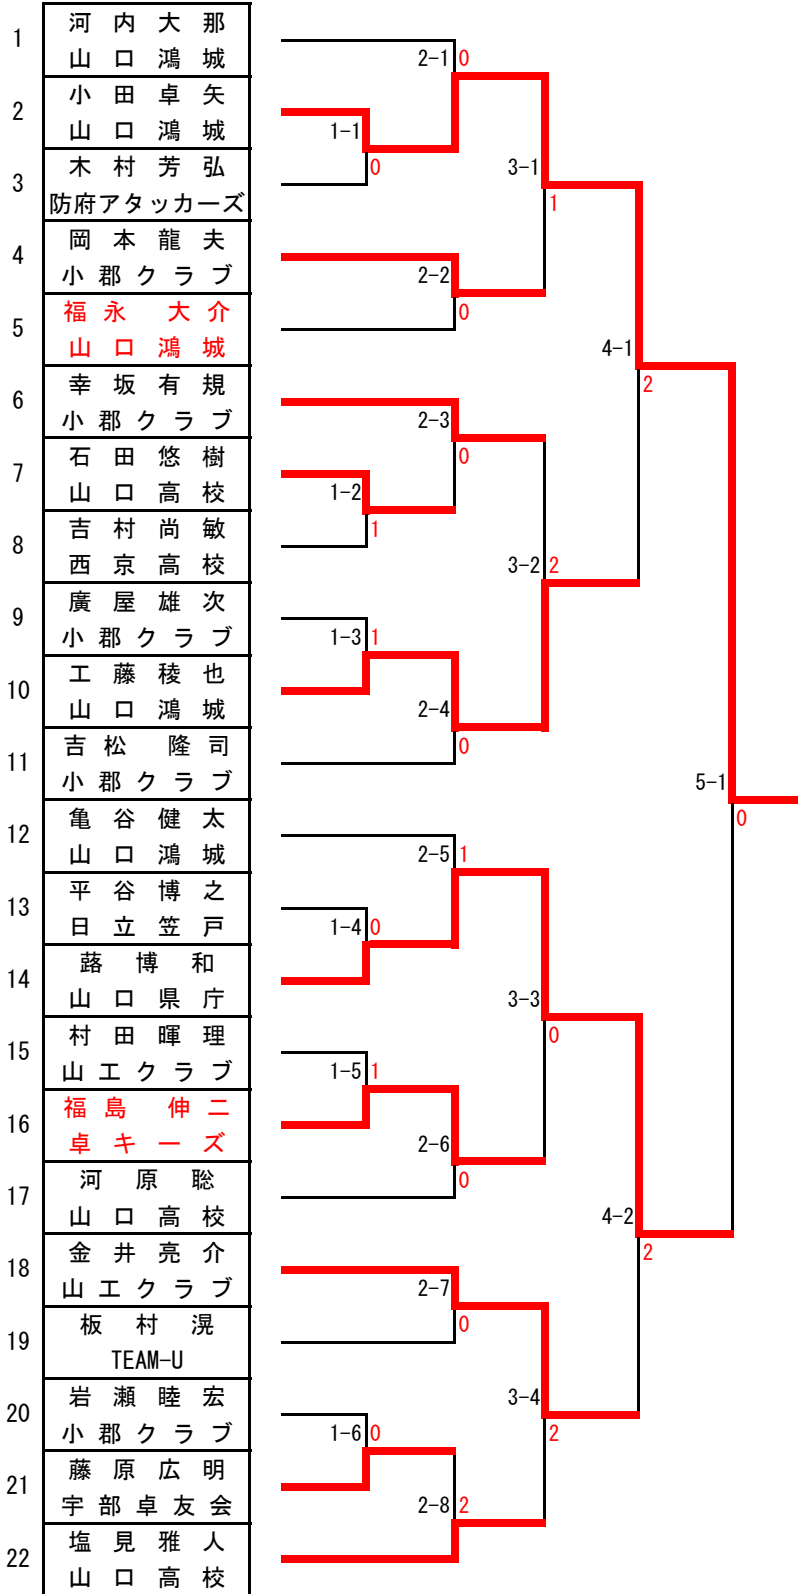 1
河内大那
山口鴻城
2
小田卓矢
山口鴻城
3
木村芳弘
防府アタッカーズ
4
岡本龍夫
小郡クラブ
5
福永 大介
山口鴻城
6
幸坂有規
小郡クラブ
7
石田悠樹
山口高校
8
吉村尚敏
西京高校
9
廣屋雄次
小郡クラブ
10
工藤稜也
山口鴻城
11
吉松 隆司
小郡クラブ
12
亀谷健太
山口鴻城
13
平谷博之
日立笠戸
14
蕗博和
山口県庁
15
村田暉理
山工クラブ
16
福島 伸二
卓キーズ
17
河原聡
山口高校
18
金井亮介
山工クラブ
19
板村滉
TEAM-U
20
岩瀬睦宏
小郡クラブ
21
藤原広明
宇部卓友会
22
塩見雅人
山口高校
1-1
0
1-2
1
1-3 1
1-4 0
1-5 1
1-6 0
2-1 0
2-2
0
2-3
0
2-4
0
2-5 1
2-6
0
2-7
0
2-8 2
3-1
1
3-2 2
3-3
0
3-4
2
4-1
2
4-2
2
5-1
0